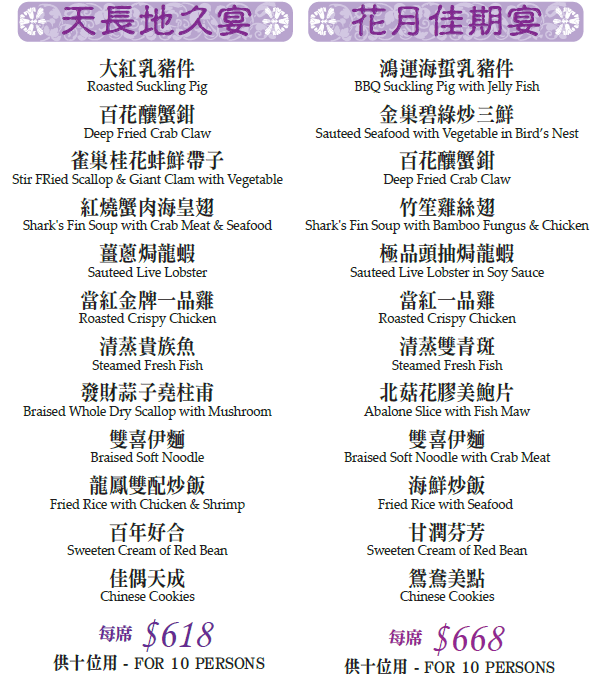 天長地久宴
大紅乳豬件
Roasted Suckling Pig
百花釀蟹鉗
Deep Fried Crab Claw
雀巢桂花蚌鮮帶子
Stir FRied Scallop & Giant Clam with Vegetable
紅燒蟹肉海皇翅
Shark's Fin Soup with Crab Meat & Seafood
薑蔥焗龍蝦
Sauteed Live Lobster
當紅金牌一品雞
Roasted Crispy Chicken
清蒸貴族魚
Steamed Fresh Fish
發財蒜子堯柱甫
Braised Whole Dry Scallop with Mushroom
雙喜伊麵
Braised Soft Noodle
龍鳳雙配炒飯
Fried Rice with Chicken & Shrimp
百年好合
Sweeten Cream of Red Bean
佳偶天成
Chinese Cookies
每席 $618
供十位用 - FOR 10 PERSONS
花月佳期宴
鴻運海蜇乳豬件
BBQ Suckling Pig with Jelly Fish
金巢碧綠炒三鮮
Sauteed Seafood with Vegetable in Bird's Nest
百花釀蟹鉗
Deep Fried Crab Claw
竹笙雞絲翅
Shark's Fin Soup with Bamboo Fungus & Chicken
極品頭抽焗龍蝦
Sauteed Live Lobster in Soy Sauce
當紅一品雞
Roasted Crispy Chicken
清蒸雙青斑
Steamed Fresh Fish
北菇花膠美鮑片
Abalone Slice with Fish Maw
雙喜伊麵
Braised Soft Noodle with Crab Meat
海鮮炒飯
Fried Rice with Seafood
甘潤芬芳
Sweeten Cream of Red Bean
鴛鴦美點
Chinese Cookies
每席 $668
供十位用 - FOR 10 PERSONS